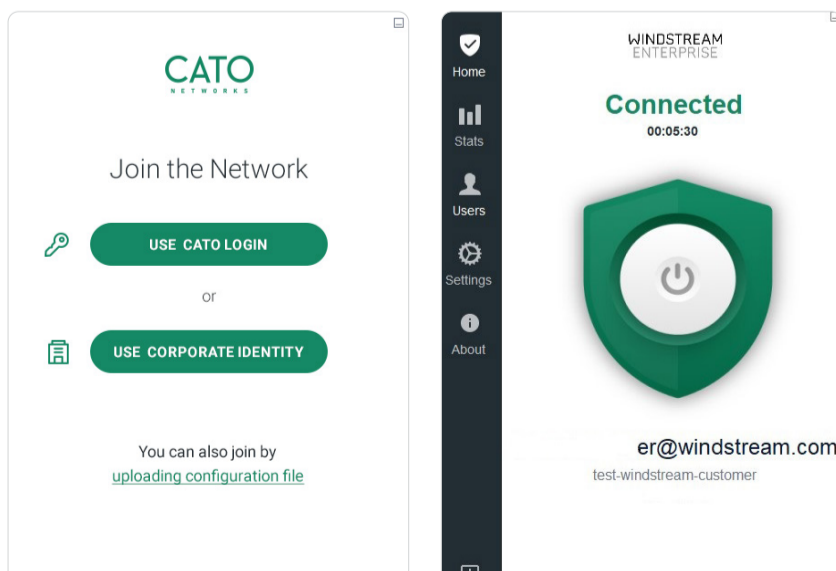 CATO
NETWORKS
Join the Network
USE CATO LOGIN
or
USE CORPORATE IDENTITY
You can also join by
uploading configuration file
Home
Stats
Users
Settings
About
WINDSTREAM
ENTERPRISE
Connected
00:05:30
er@windstream.com
test-windstream-customer